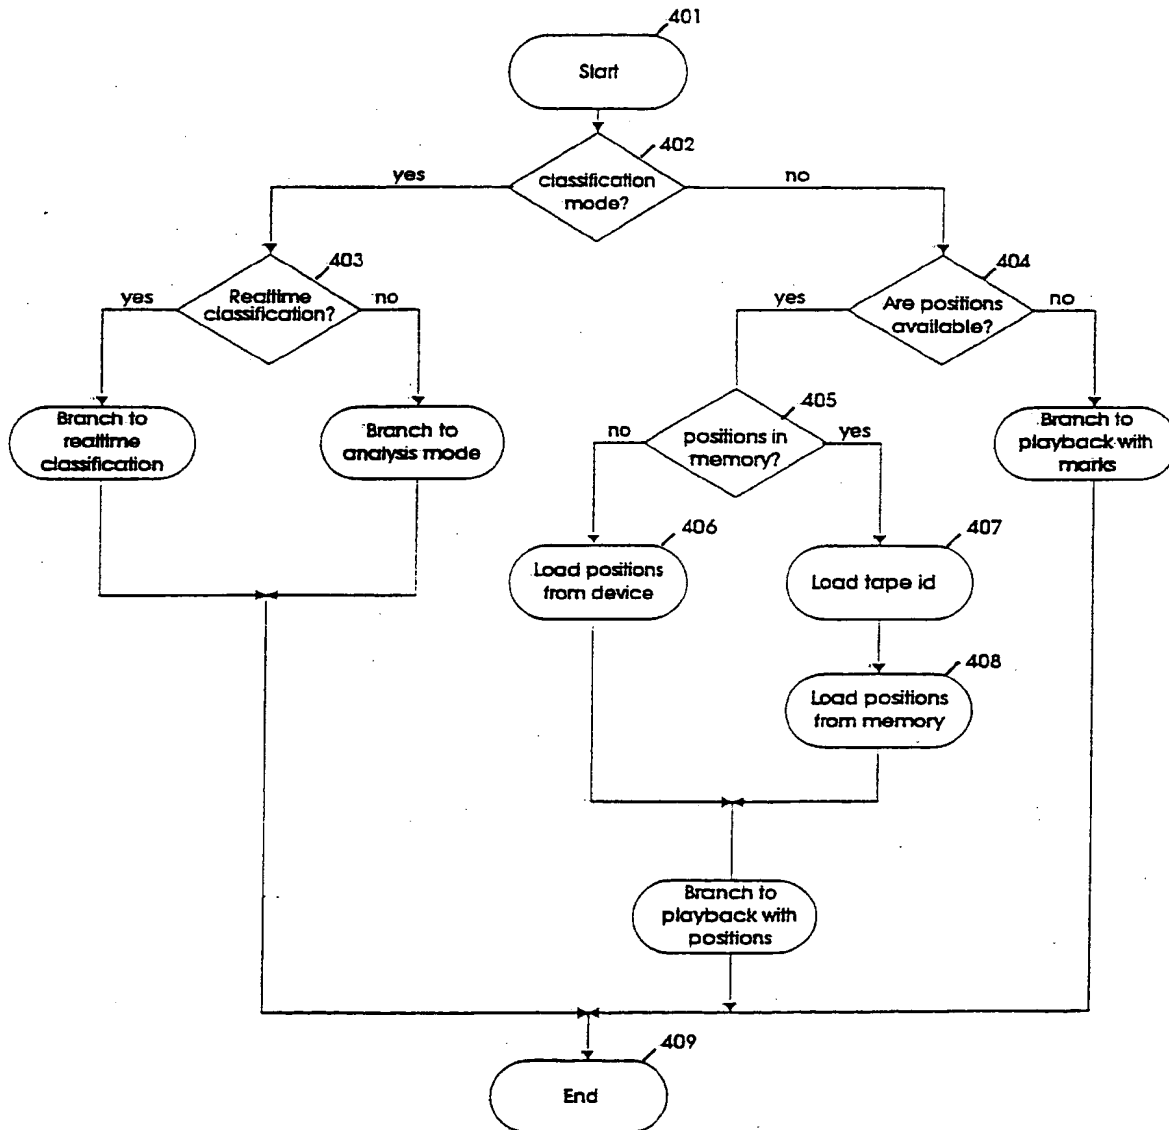 401
Start
402
classification
mode?
yes
no
403
Realtime
classification?
yes
no
404
Are positions
available?
yes
no
Branch to
realtime
classification
Branch to
analysis mode
405
positions in
memory?
no
yes
Branch to
playback with
marks
406
Load positions
from device
407
Load tape id
408
Load positions
from memory
Branch to
playback with
positions
409
End